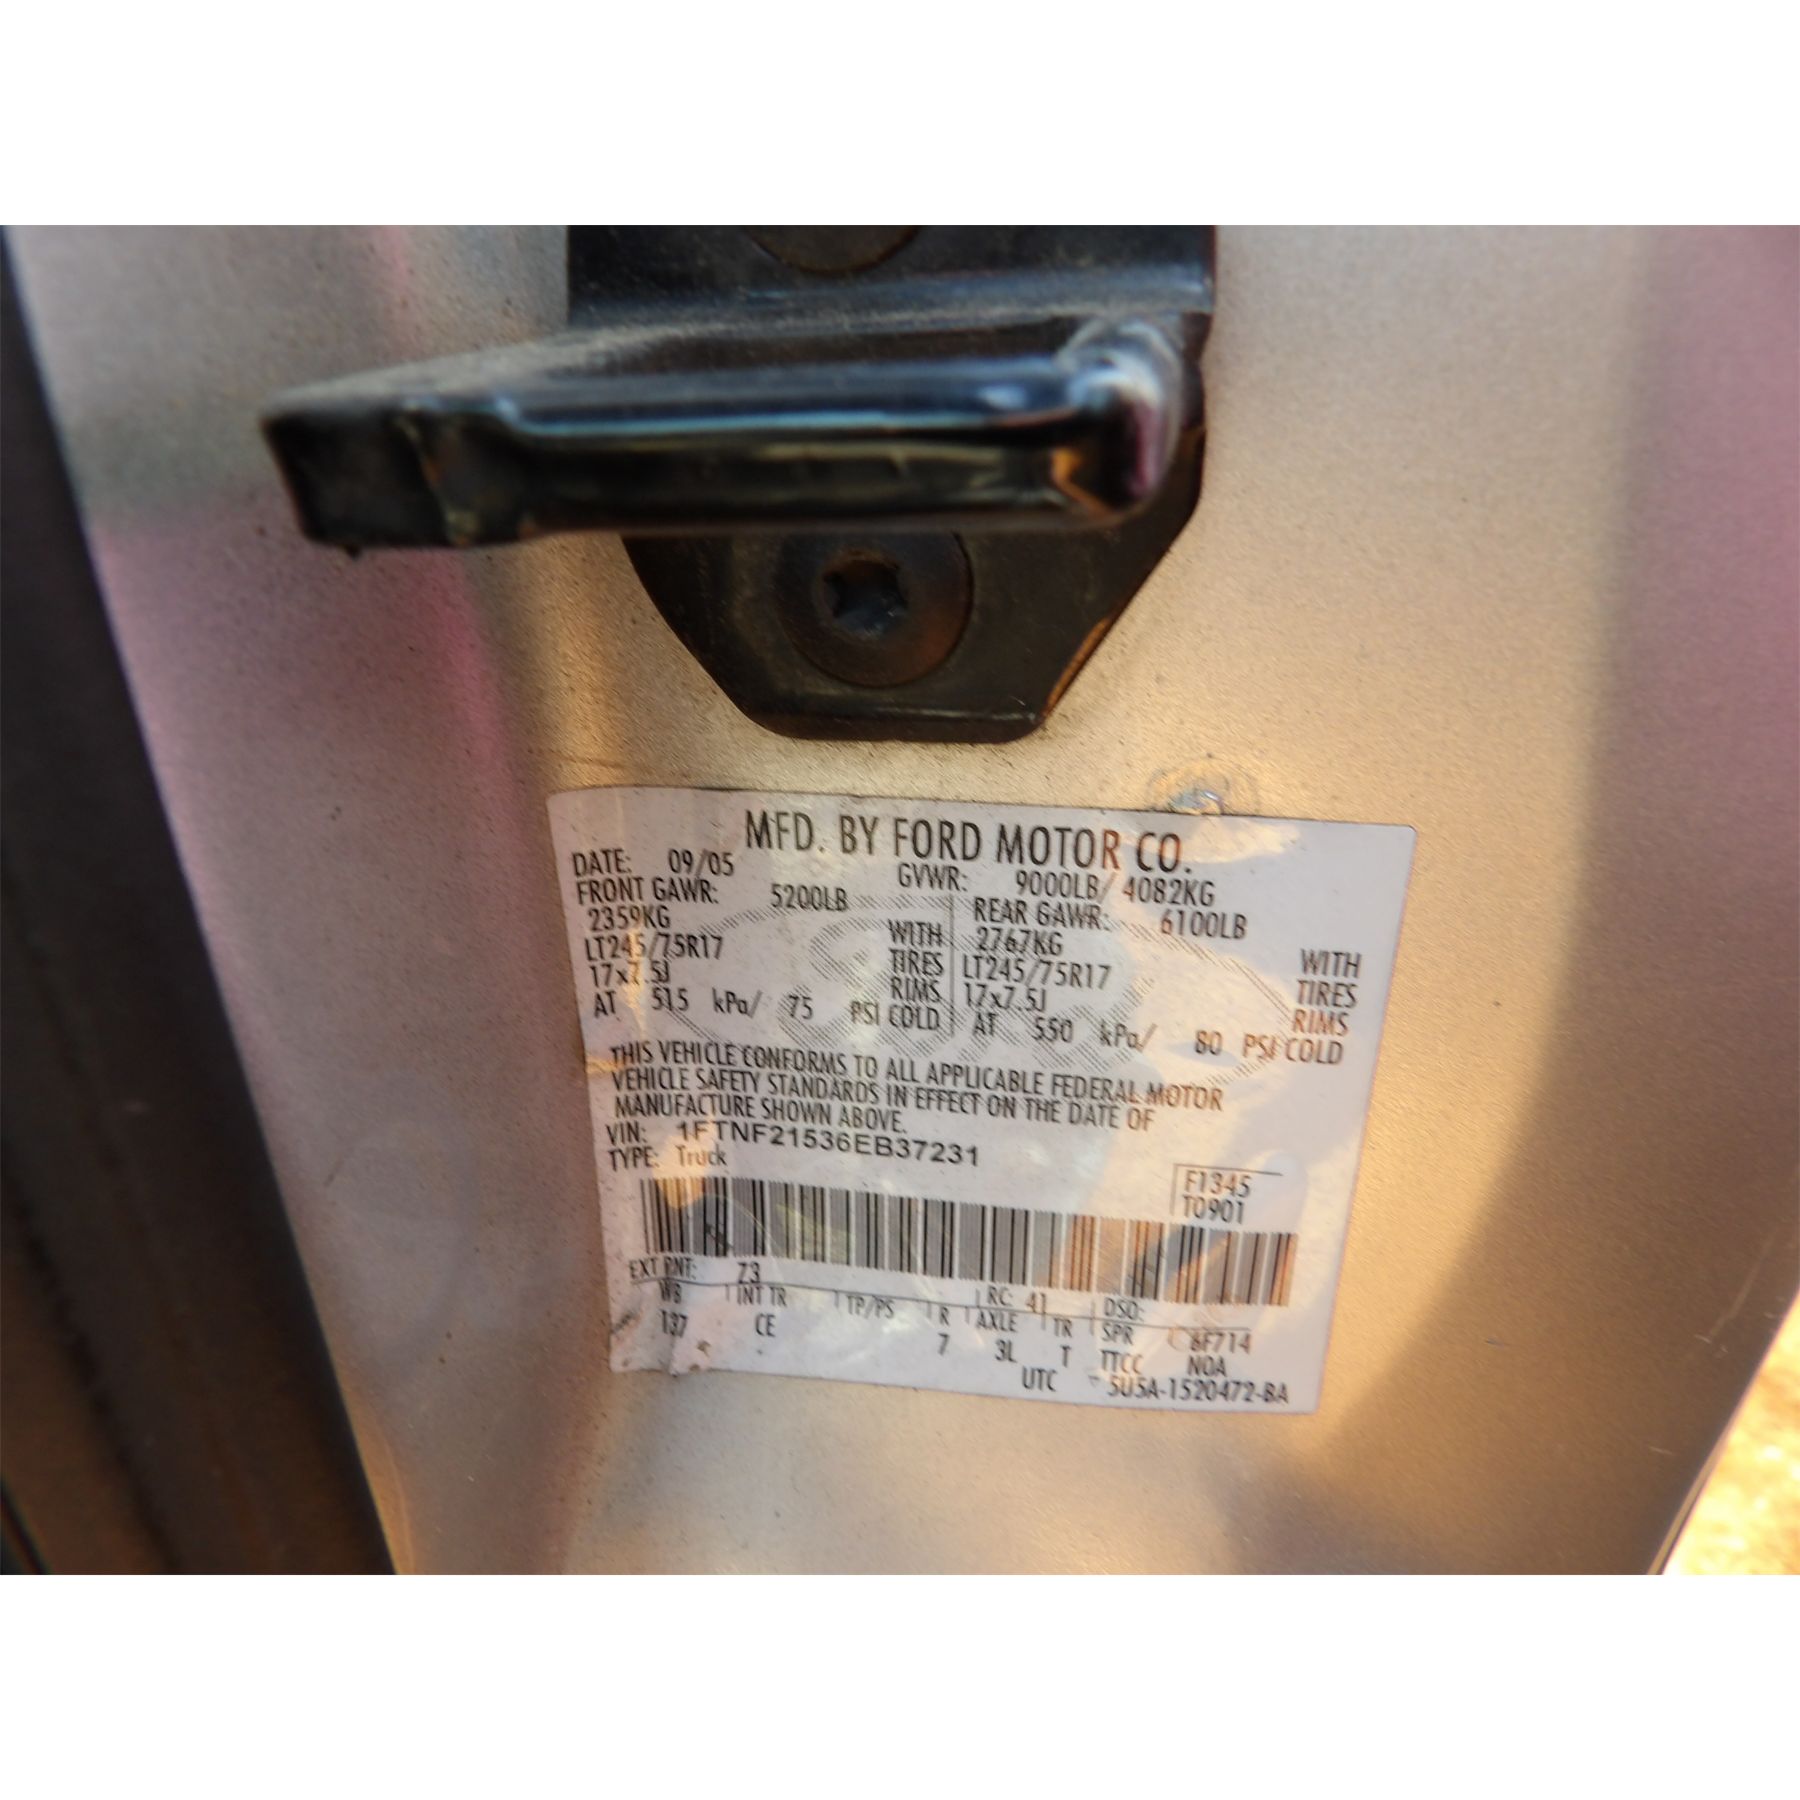 MFD. BY FORD MOTOR CO.
DATE: 09/05 GVWR: 9000LB/ 4082KG
FRONT GAWR: 5200LB REAR GAWR: 6100LB
2359KG WITH 2767KG WITH
LT245/75R17 TIRES LT245/75R17 TIRES
17x7.5J RIMS 17x7.5J RIMS
AT 515 kPa/ 75 PSI COLD AT 550 kPa/ 80 PSI COLD
THIS VEHICLE CONFORMS TO ALL APPLICABLE FEDERAL MOTOR
VEHICLE SAFETY STANDARDS IN EFFECT ON THE DATE OF
MANUFACTURE SHOWN ABOVE.
VIN: 1FTNF21536EB37231
TYPE: Truck
F1345
T0901
EXT PNT: Z3 RC: 41 DSO:
WB INT TR TP/PS R AXLE TR SPR 6F714
137 CE 7 3L T TTCC NOA
UTC 5U5A-1520472-BA